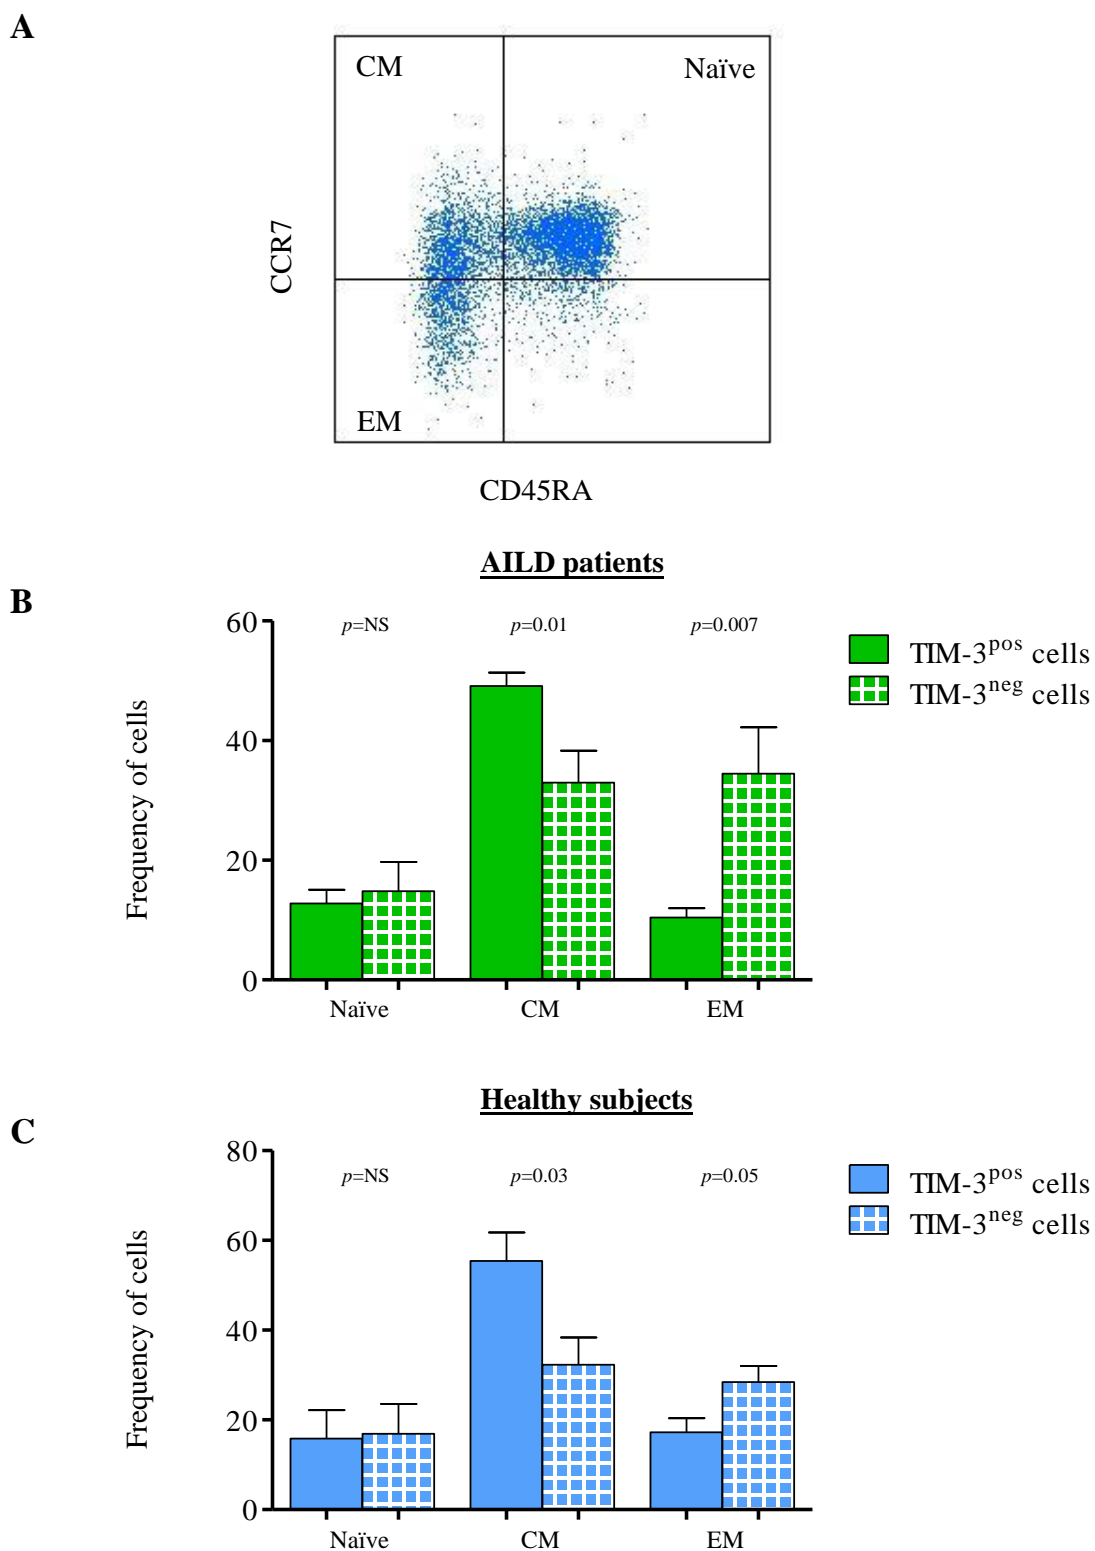 A
CM
Naïve
CCR7
EM
CD45RA
AILD patients
B
60
40
20
0
Frequency of cells
p=NS
p=0.01
p=0.007
TIM-3pos cells
TIM-3neg cells
Naïve
CM
EM
Healthy subjects
C
80
60
40
20
0
Frequency of cells
p=NS
p=0.03
p=0.05
TIM-3pos cells
TIM-3neg cells
Naïve
CM
EM